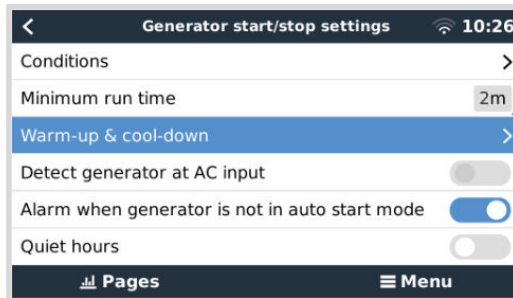 Generator start/stop settings 10:26
Conditions
Minimum run time 2m
Warm-up & cool-down
Detect generator at AC input
Alarm when generator is not in auto start mode
Quiet hours
Pages Menu